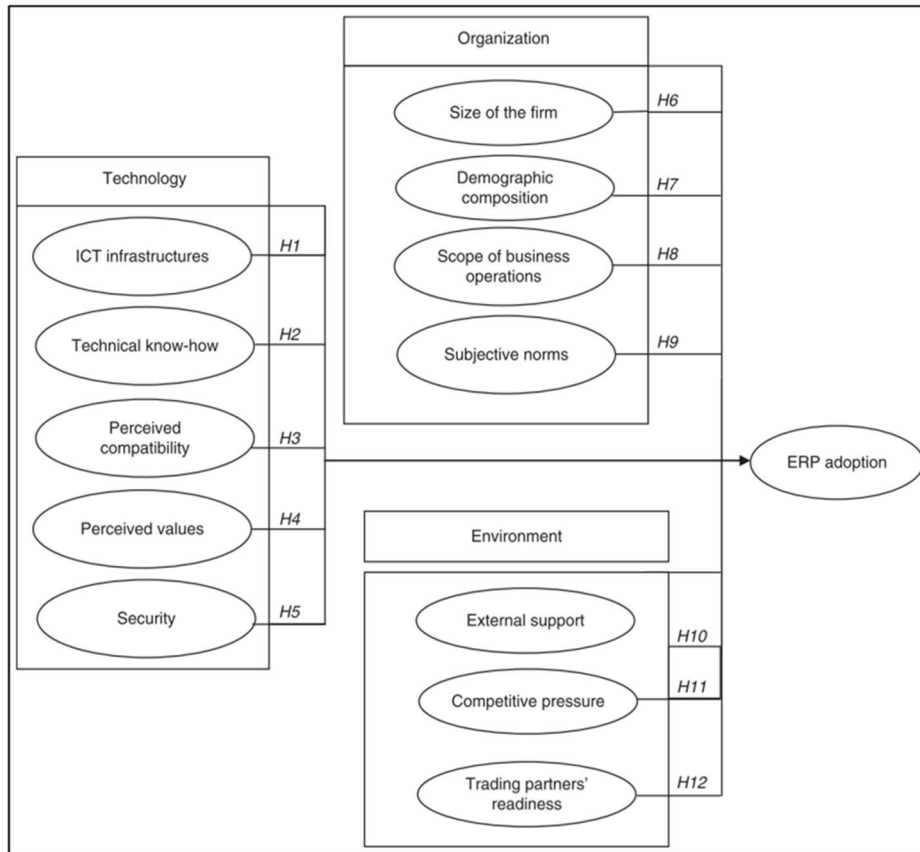 Organization
Size of the firm
H6
Demographic
composition
H7
Scope of business
operations
H8
Subjective norms
H9
Technology
ICT infrastructures
H1
Technical know-how
H2
Perceived
compatibility
H3
Perceived values
H4
Security
H5
ERP adoption
Environment
External support
H10
Competitive pressure
H11
Trading partners'
readiness
H12